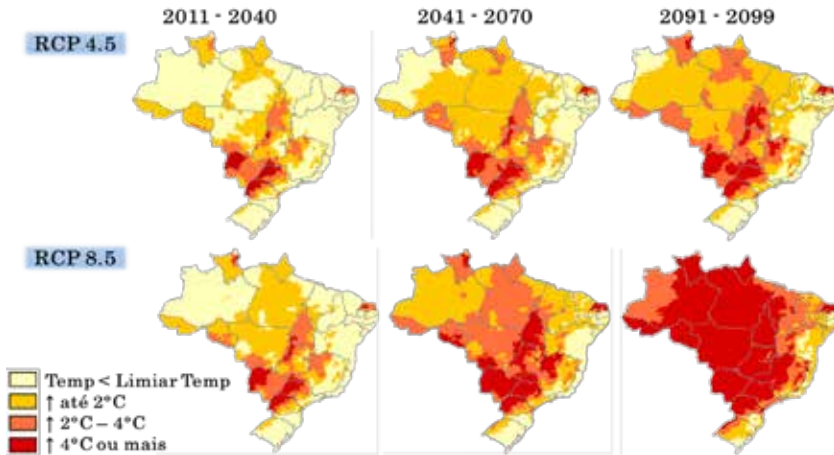 2011 - 2040 2041 - 2070 2091 - 2099
RCP 4.5
RCP 8.5
Temp < Limiar Temp
↑ até 2°C
↑ 2°C – 4°C
↑ 4°C ou mais